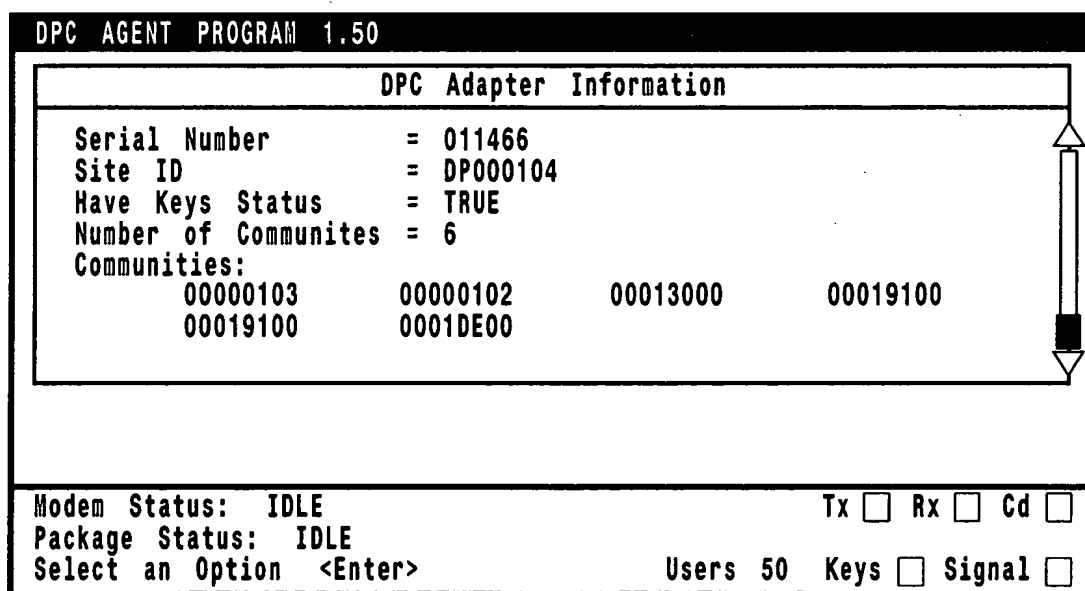 DPC AGENT PROGRAM 1.50
DPC Adapter Information
Serial Number = 011466
Site ID = DP000104
Have Keys Status = TRUE
Number of Communites = 6
Communities:
00000103 00000102 00013000 00019100
00019100 0001DE00
Modem Status: IDLE Tx Rx Cd
Package Status: IDLE
Select an Option <Enter> Users 50 Keys Signal